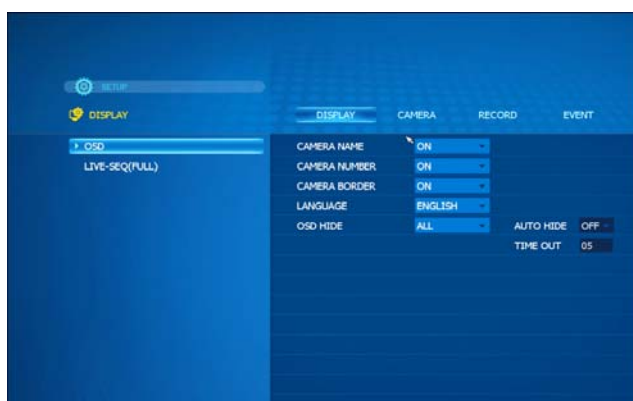 SETUP
DISPLAY
DISPLAY CAMERA RECORD EVENT
OSD
LIVE-SEQ(FULL)
CAMERA NAME ON
CAMERA NUMBER ON
CAMERA BORDER ON
LANGUAGE ENGLISH
OSD HIDE ALL AUTO HIDE OFF
TIME OUT 05